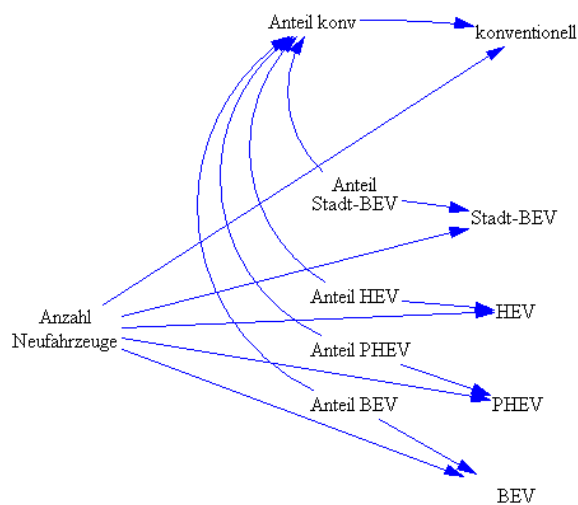 Anteil konv
konventionell
Anteil
Stadt-BEV
Stadt-BEV
Anteil HEV
HEV
Anzahl
Neufahrzeuge
Anteil PHEV
PHEV
Anteil BEV
BEV